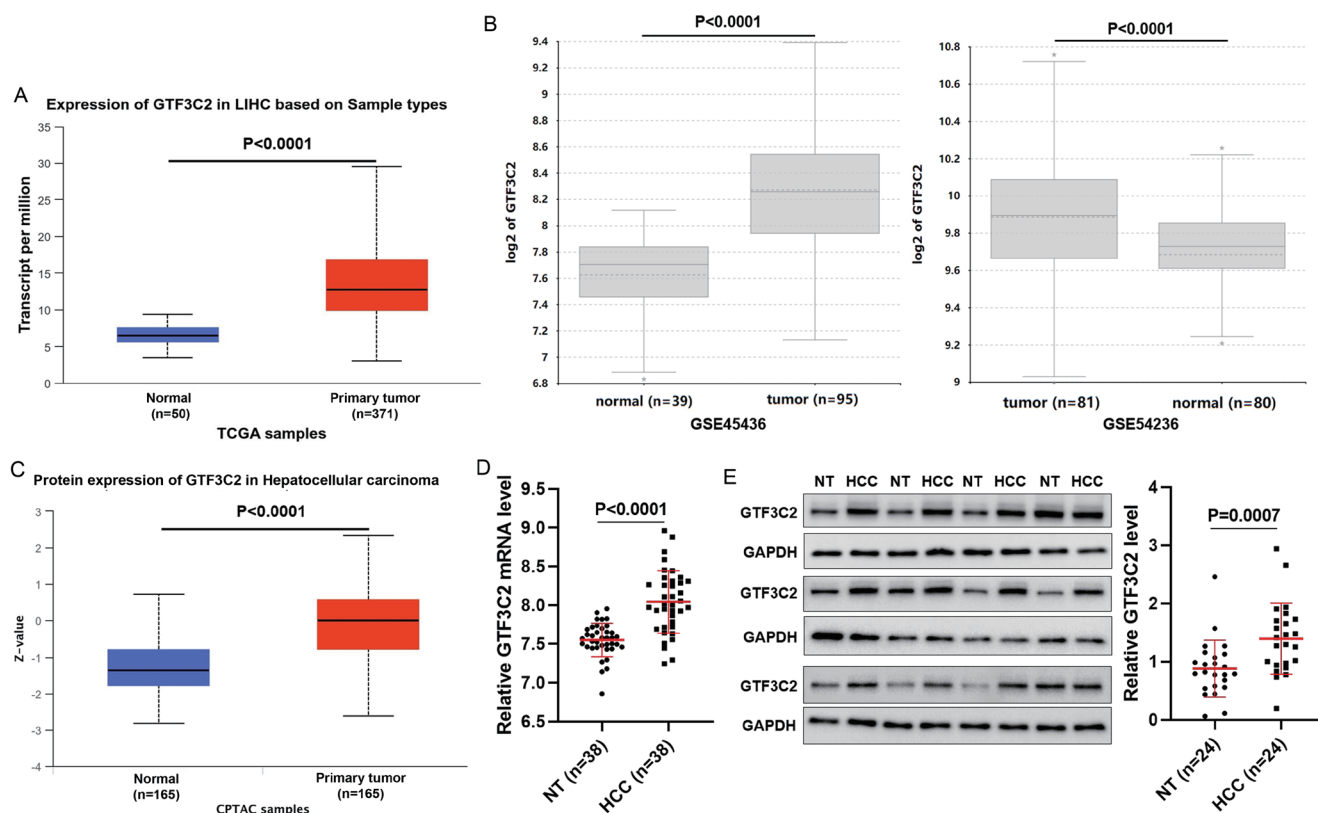 A
Expression of GTF3C2 in LIHC based on Sample types
P<0.0001
Transcript per million
35
30
25
20
15
10
5
0
Normal
(n=50)
Primary tumor
(n=371)
TCGA samples
B
P<0.0001
log2 of GTF3C2
9.4
9.2
9
8.8
8.6
8.4
8.2
8
7.8
7.6
7.4
7.2
7
6.8
normal (n=39)
tumor (n=95)
GSE45436
P<0.0001
log2 of GTF3C2
10.8
10.6
10.4
10.2
10
9.8
9.6
9.4
9.2
9
tumor (n=81)
normal (n=80)
GSE54236
C
Protein expression of GTF3C2 in Hepatocellular carcinoma
P<0.0001
Z-value
3
2
1
0
-1
-2
-3
-4
Normal
(n=165)
Primary tumor
(n=165)
CPTAC samples
D
Relative GTF3C2 mRNA level
P<0.0001
9.5
9.0
8.5
8.0
7.5
7.0
6.5
NT (n=38)
HCC (n=38)
E
NT HCC NT HCC NT HCC NT HCC
GTF3C2
GAPDH
GTF3C2
GAPDH
GTF3C2
GAPDH
Relative GTF3C2 level
P=0.0007
4
3
2
1
0
NT (n=24)
HCC (n=24)